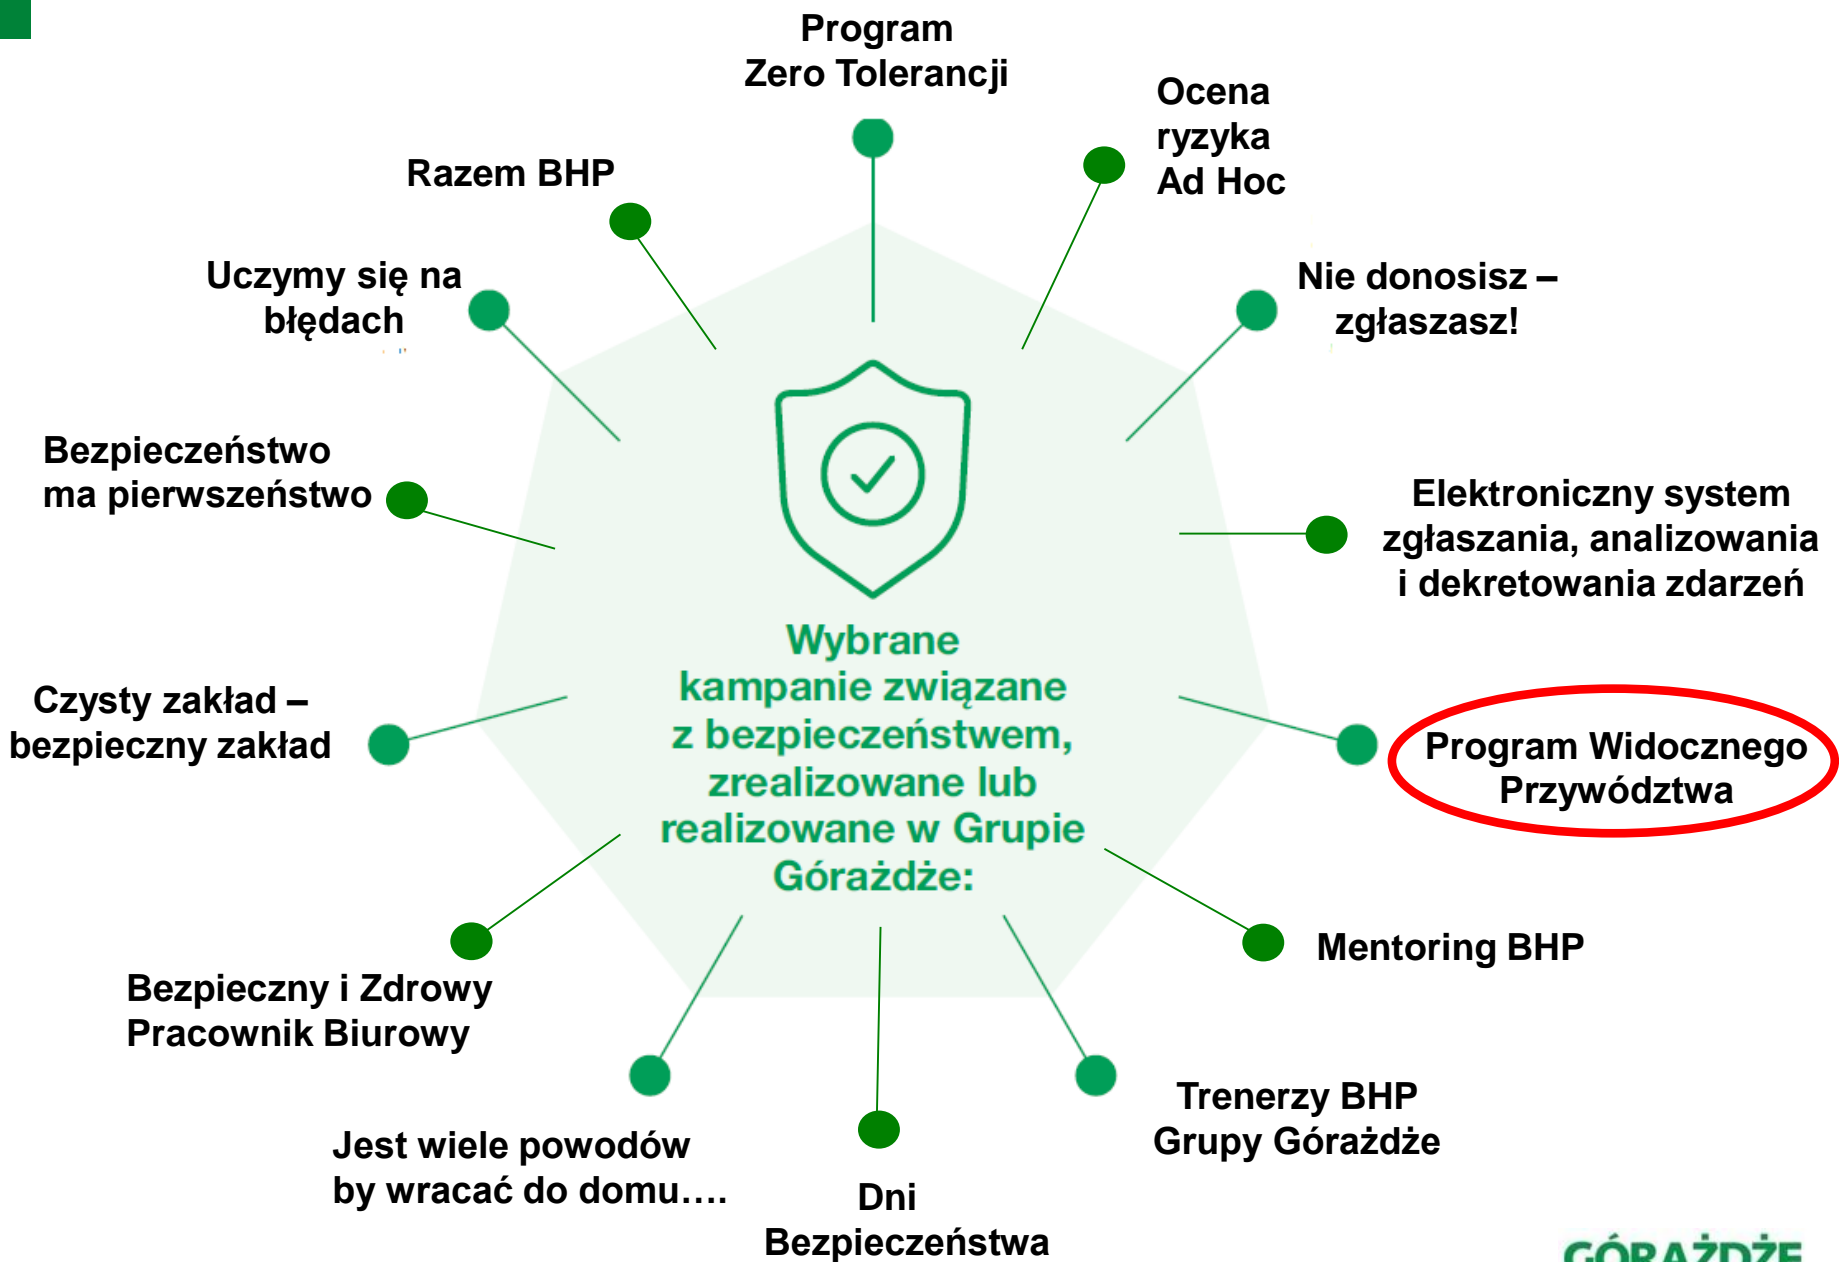 Program
Zero Tolerancji
Ocena
ryzyka
Ad Hoc
Razem BHP
Uczymy się na
błędach
Nie donosisz –
zgłaszasz!
Bezpieczeństwo
ma pierwszeństwo
Elektroniczny system
zgłaszania, analizowania
i dekretowania zdarzeń
Wybrane
kampanie związane
z bezpieczeństwem,
zrealizowane lub
realizowane w Grupie
Górażdże:
Czysty zakład –
bezpieczny zakład
Program Widocznego
Przywództwa
Mentoring BHP
Bezpieczny i Zdrowy
Pracownik Biurowy
Trenerzy BHP
Grupy Górażdże
Jest wiele powodów
by wracać do domu....
Dni
Bezpieczeństwa
GÓRAŻDŻE